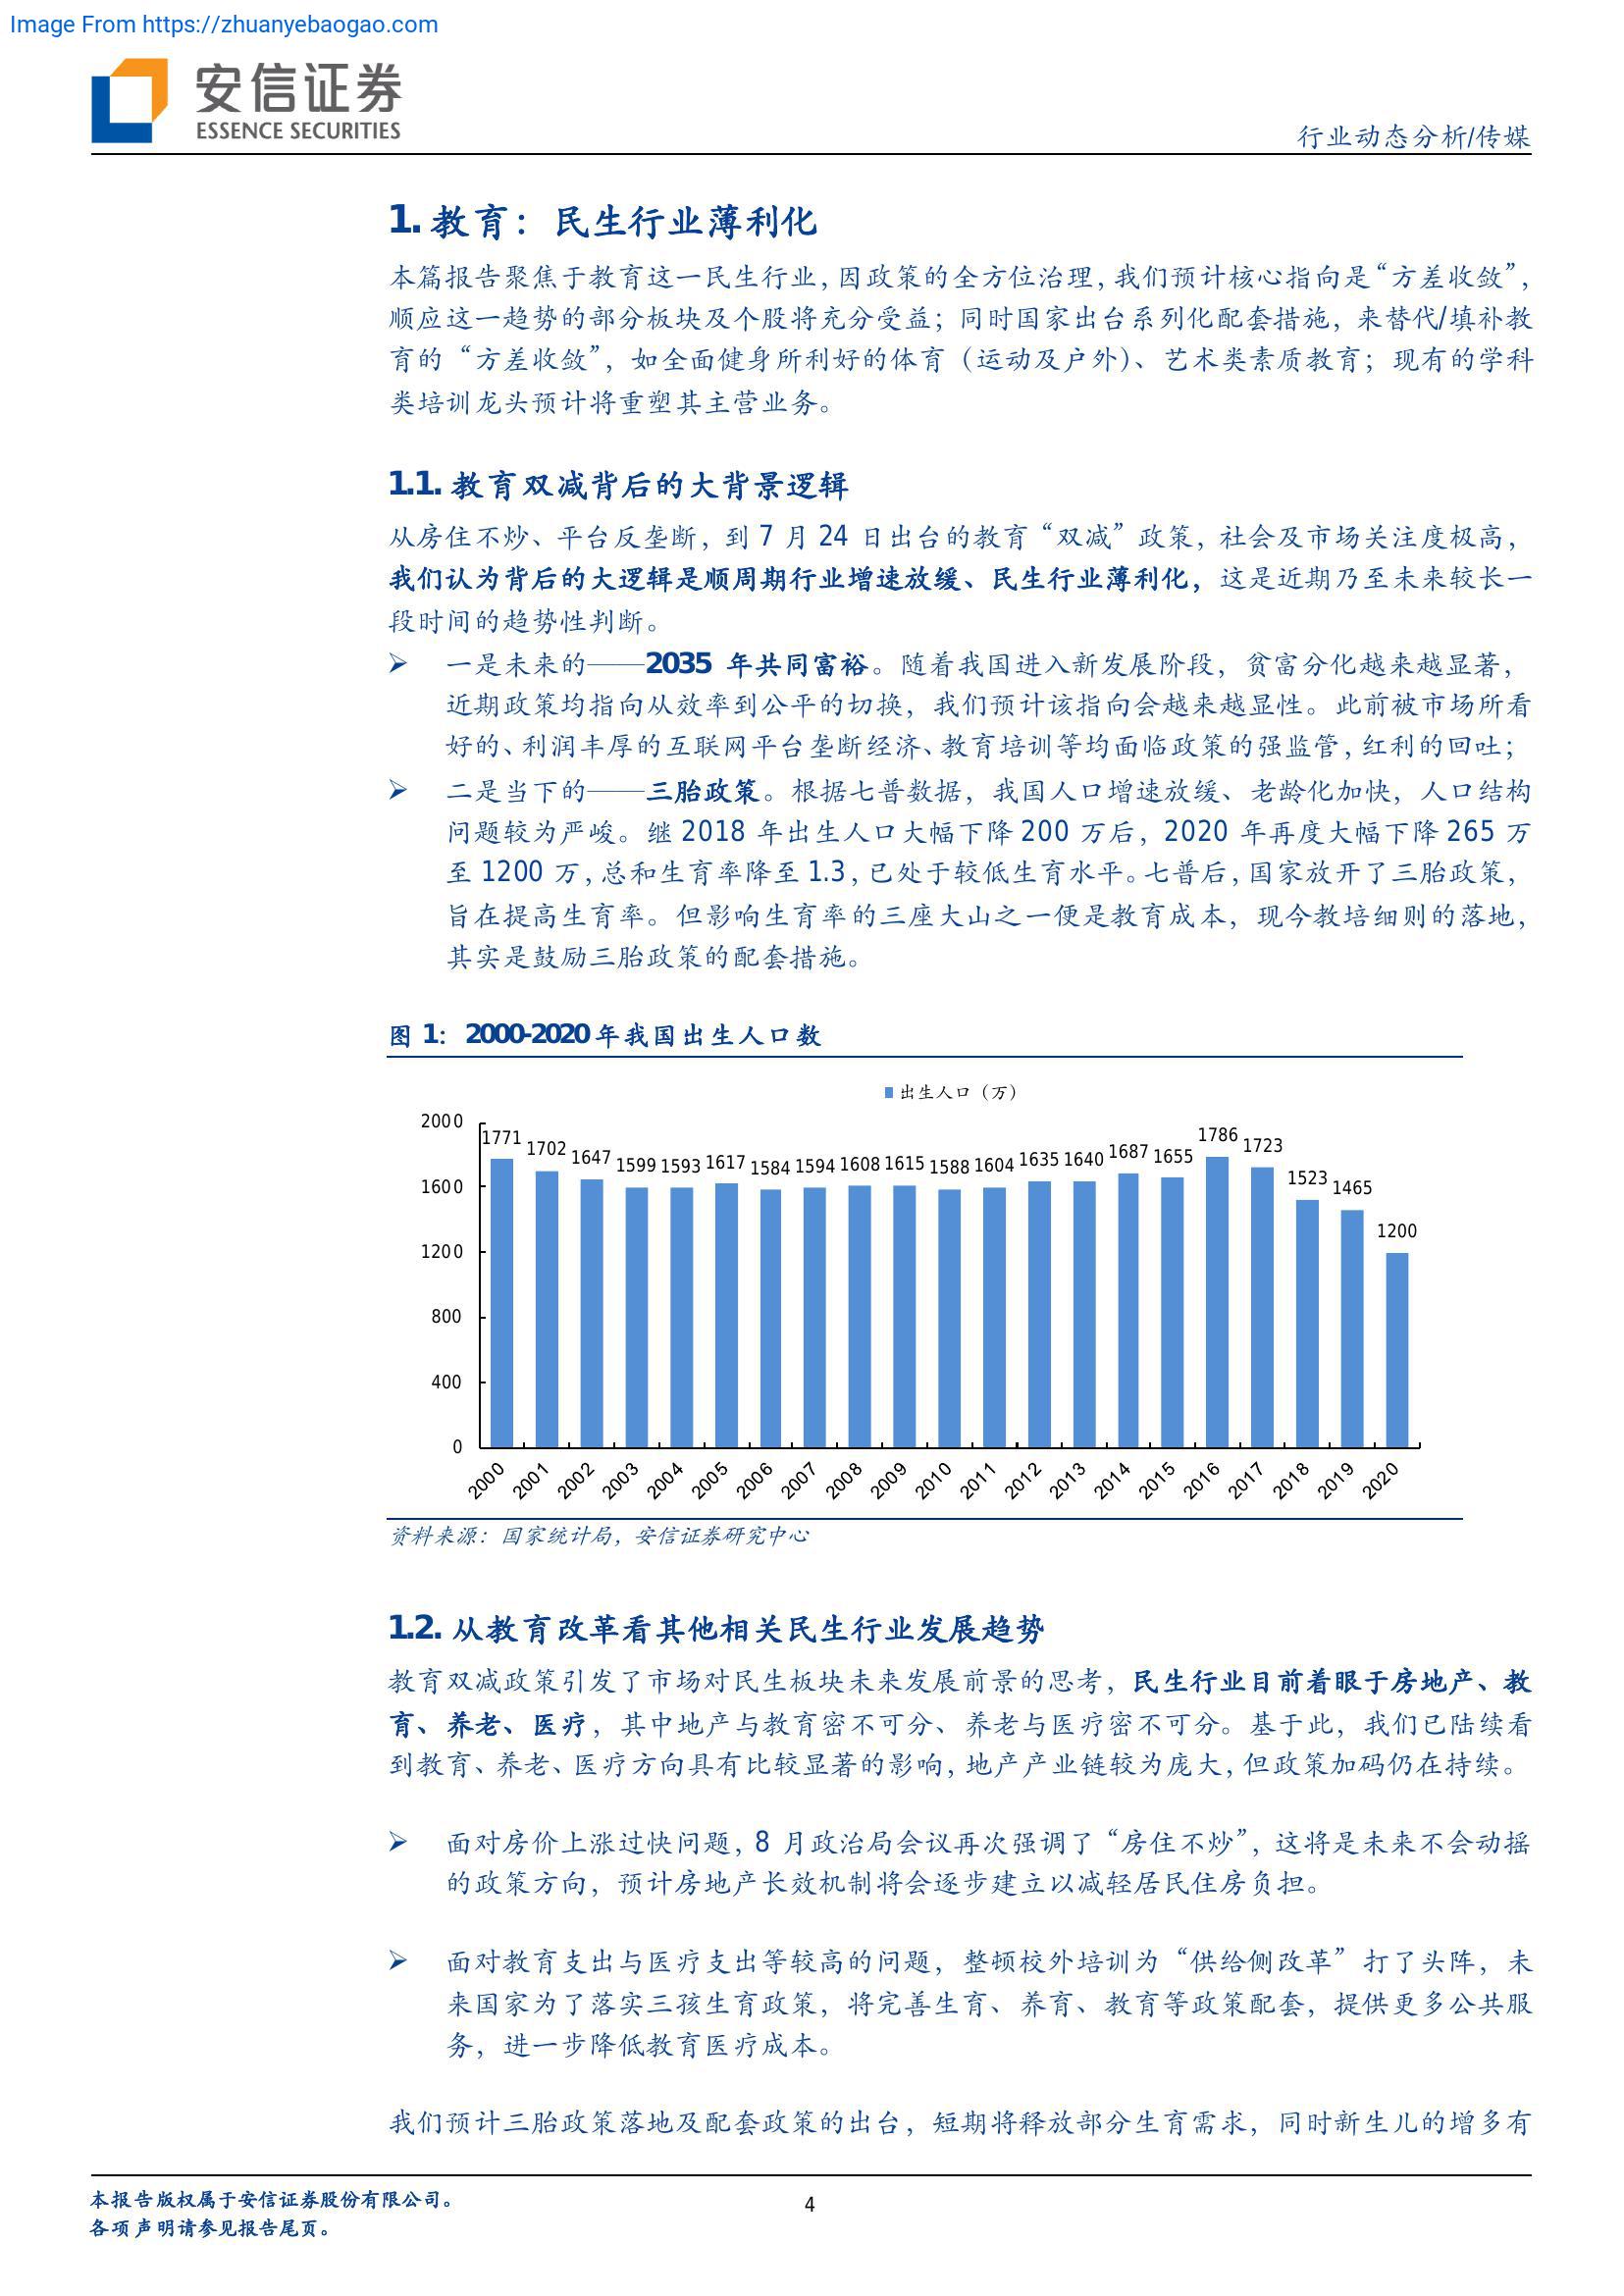 Image From https://zhuanyebaogao.com
安信证券
ESSENCE SECURITIES
行业动态分析/传媒
1. 教育：民生行业薄利化
本篇报告聚焦于教育这一民生行业，因政策的全方位治理，我们预计核心指向是“方差收敛”，
顺应这一趋势的部分板块及个股将充分受益；同时国家出台系列化配套措施，来替代/填补教
育的“方差收敛”，如全面健身所利好的体育（运动及户外）、艺术类素质教育；现有的学科
类培训龙头预计将重塑其主营业务。
1.1. 教育双减背后的大背景逻辑
从房住不炒、平台反垄断，到 7 月 24 日出台的教育“双减”政策，社会及市场关注度极高，
我们认为背后的大逻辑是顺周期行业增速放缓、民生行业薄利化，这是近期乃至未来较长一
段时间的趋势性判断。
➢ 一是未来的——2035 年共同富裕。随着我国进入新发展阶段，贫富分化越来越显著，
近期政策均指向从效率到公平的切换，我们预计该指向会越来越显性。此前被市场所看
好的、利润丰厚的互联网平台垄断经济、教育培训等均面临政策的强监管，红利的回吐；
➢ 二是当下的——三胎政策。根据七普数据，我国人口增速放缓、老龄化加快，人口结构
问题较为严峻。继 2018 年出生人口大幅下降 200 万后，2020 年再度大幅下降 265 万
至 1200 万，总和生育率降至 1.3，已处于较低生育水平。七普后，国家放开了三胎政策，
旨在提高生育率。但影响生育率的三座大山之一便是教育成本，现今教培细则的落地，
其实是鼓励三胎政策的配套措施。
图 1：2000-2020 年我国出生人口数
出生人口（万）
2000
1600
1200
800
400
0
1771 1702 1647 1599 1593 1617 1584 1594 1608 1615 1588 1604 1635 1640 1687 1655 1786 1723 1523 1465 1200
2000 2001 2002 2003 2004 2005 2006 2007 2008 2009 2010 2011 2012 2013 2014 2015 2016 2017 2018 2019 2020
资料来源：国家统计局，安信证券研究中心
1.2. 从教育改革看其他相关民生行业发展趋势
教育双减政策引发了市场对民生板块未来发展前景的思考，民生行业目前着眼于房地产、教
育、养老、医疗，其中地产与教育密不可分、养老与医疗密不可分。基于此，我们已陆续看
到教育、养老、医疗方向具有比较显著的影响，地产产业链较为庞大，但政策加码仍在持续。
➢ 面对房价上涨过快问题，8 月政治局会议再次强调了“房住不炒”，这将是未来不会动摇
的政策方向，预计房地产长效机制将会逐步建立以减轻居民住房负担。
➢ 面对教育支出与医疗支出等较高的问题，整顿校外培训为“供给侧改革”打了头阵，未
来国家为了落实三孩生育政策，将完善生育、养育、教育等政策配套，提供更多公共服
务，进一步降低教育医疗成本。
我们预计三胎政策落地及配套政策的出台，短期将释放部分生育需求，同时新生儿的增多有
本报告版权属于安信证券股份有限公司。
各项声明请参见报告尾页。
4